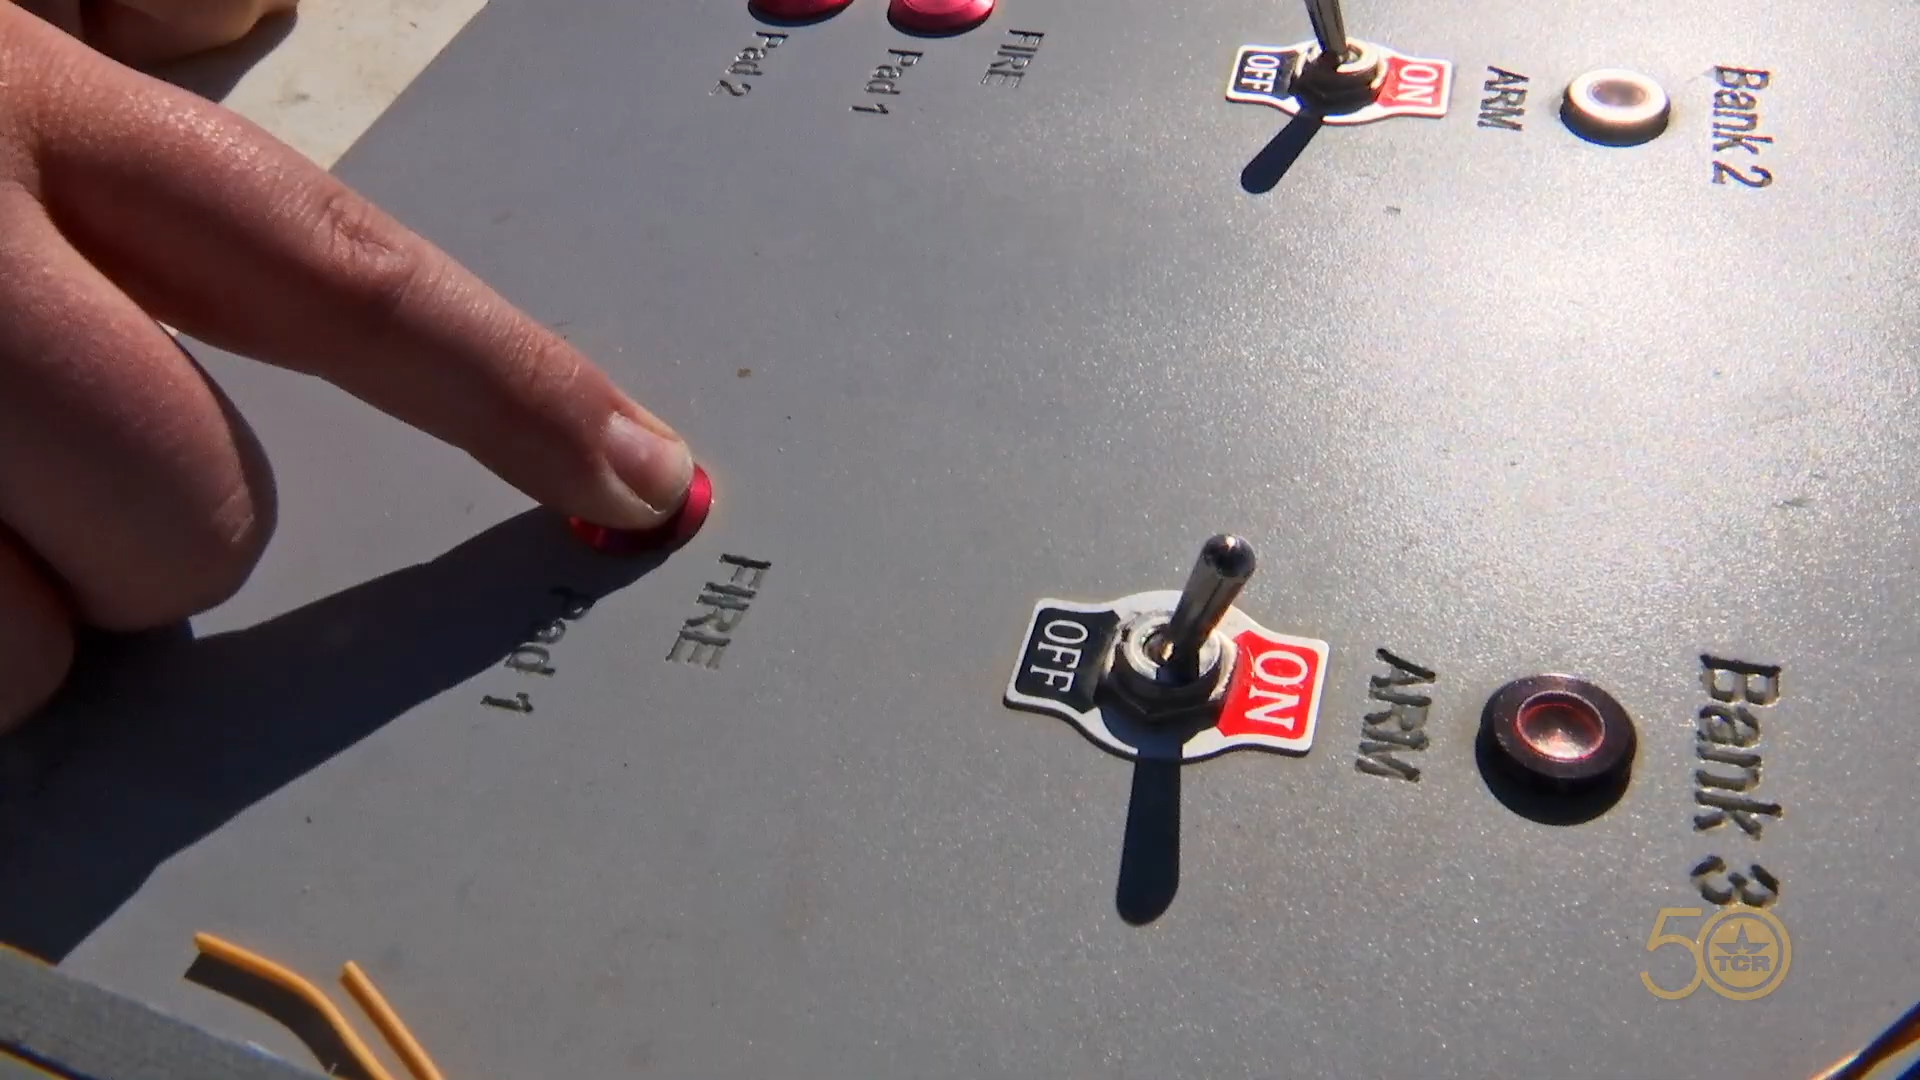 Bank 2
ARM
OFF ON
FIRE
Pad 1
Pad 2
Bank 3
ARM
OFF ON
FIRE
Pad 1
50
TCR